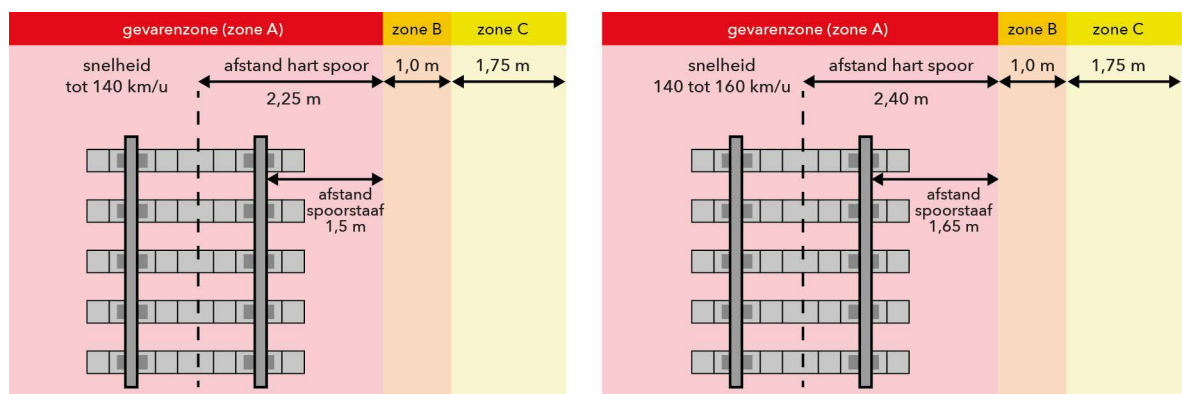 gevarenzone (zone A) zone B zone C
snelheid afstand hart spoor 1,0 m 1,75 m
tot 140 km/u 2,25 m
afstand
spoorstaaf
1,5 m
gevarenzone (zone A) zone B zone C
snelheid afstand hart spoor 1,0 m 1,75 m
140 tot 160 km/u 2,40 m
afstand
spoorstaaf
1,65 m